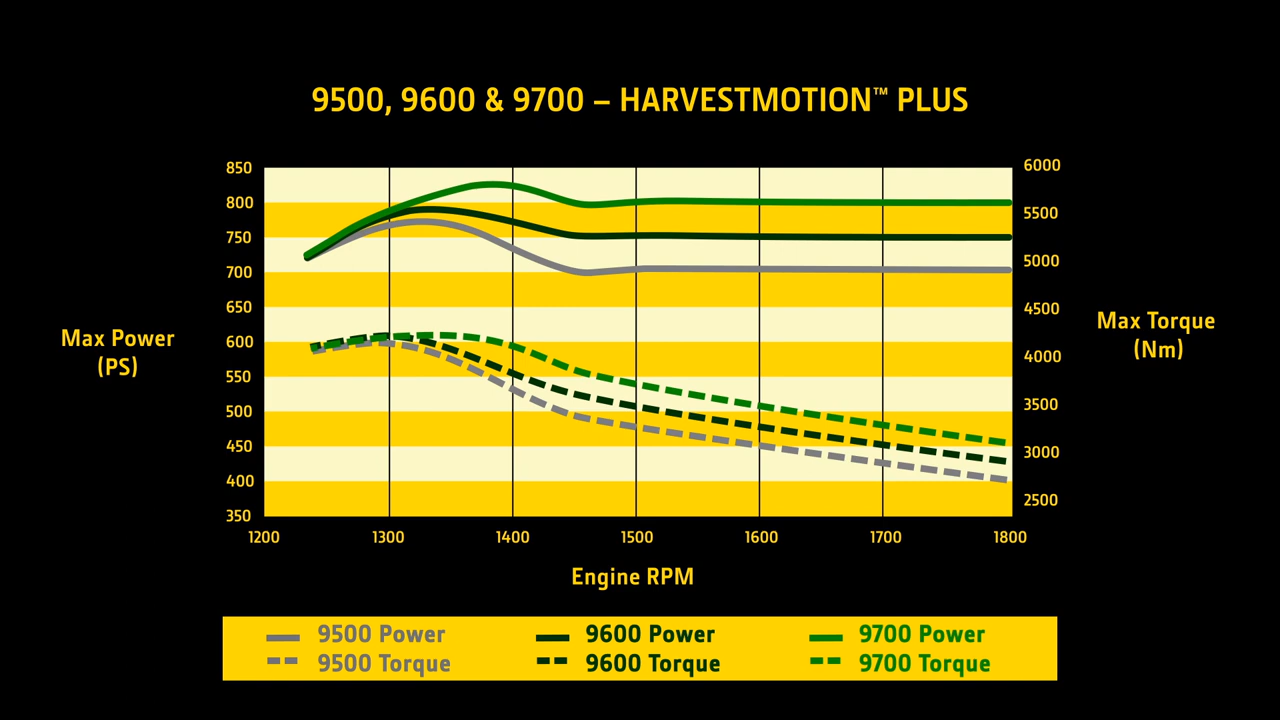 9500, 9600 & 9700 – HARVESTMOTION™ PLUS
850
800
750
700
650
600
550
500
450
400
350
6000
5500
5000
4500
4000
3500
3000
2500
Max Power
(PS)
Max Torque
(Nm)
1200 1300 1400 1500 1600 1700 1800
Engine RPM
9500 Power 9600 Power 9700 Power
9500 Torque 9600 Torque 9700 Torque